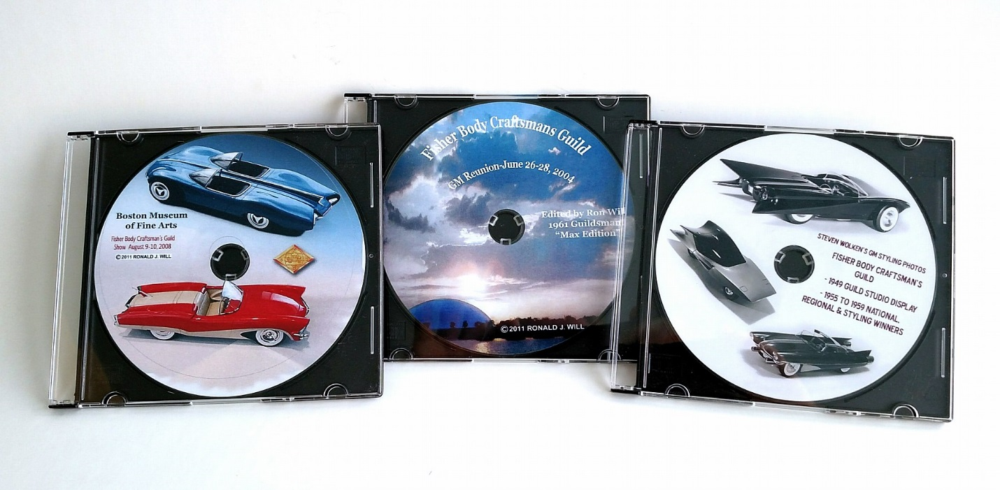 Boston Museum
of Fine Arts
Fisher Body Craftsman's Guild
Show August 9-10, 2008
© 2011 RONALD J. WILL
Fisher Body Craftsmans Guild
GM Reunion-June 26-28, 2004
Edited by Ron Will
1961 Guildsman
"Max Edition"
© 2011 RONALD J. WILL
STEVEN WOLKEN'S GM STYLING PHOTOS
FISHER BODY CRAFTSMAN'S
GUILD
- 1949 GUILD STUDIO DISPLAY
- 1955 TO 1959 NATIONAL,
REGIONAL & STYLING WINNERS